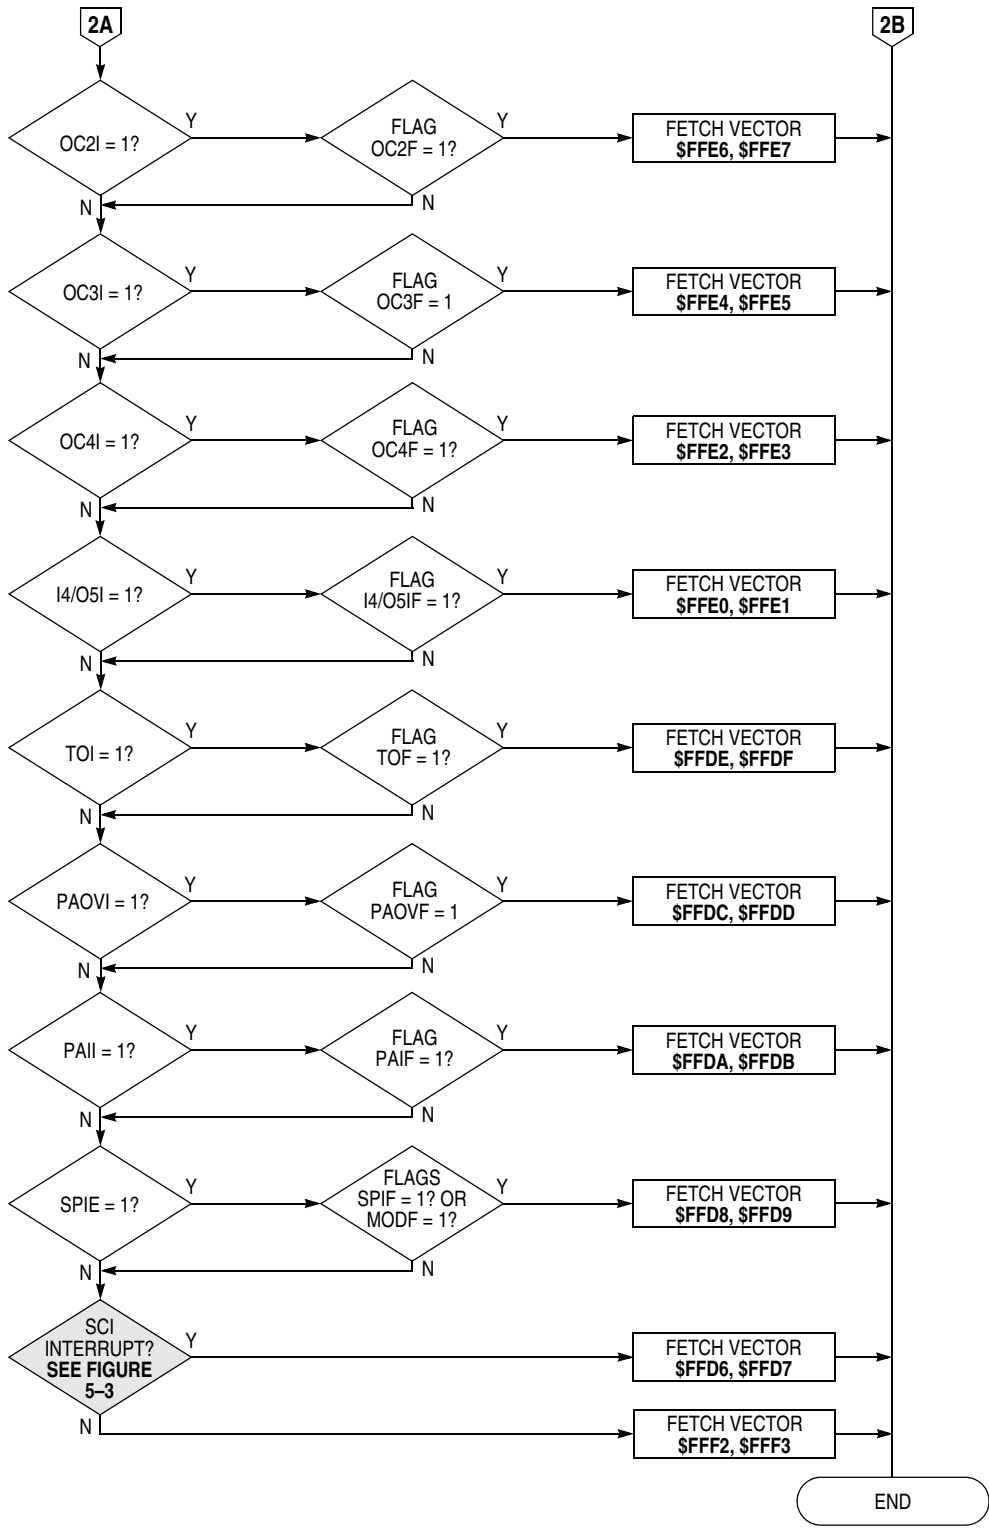 2A
2B
OC2I = 1?
Y
FLAG
OC2F = 1?
Y
FETCH VECTOR
$FFE6, $FFE7
N
N
OC3I = 1?
Y
FLAG
OC3F = 1
Y
FETCH VECTOR
$FFE4, $FFE5
N
N
OC4I = 1?
Y
FLAG
OC4F = 1?
Y
FETCH VECTOR
$FFE2, $FFE3
N
N
I4/O5I = 1?
Y
FLAG
I4/O5IF = 1?
Y
FETCH VECTOR
$FFE0, $FFE1
N
N
TOI = 1?
Y
FLAG
TOF = 1?
Y
FETCH VECTOR
$FFDE, $FFDF
N
N
PAOVI = 1?
Y
FLAG
PAOVF = 1
Y
FETCH VECTOR
$FFDC, $FFDD
N
N
PAII = 1?
Y
FLAG
PAIF = 1?
Y
FETCH VECTOR
$FFDA, $FFDB
N
N
SPIE = 1?
Y
FLAGS
SPIF = 1? OR
MODF = 1?
Y
FETCH VECTOR
$FFD8, $FFD9
N
N
SCI
INTERRUPT?
SEE FIGURE
5–3
Y
FETCH VECTOR
$FFD6, $FFD7
N
FETCH VECTOR
$FFF2, $FFF3
END